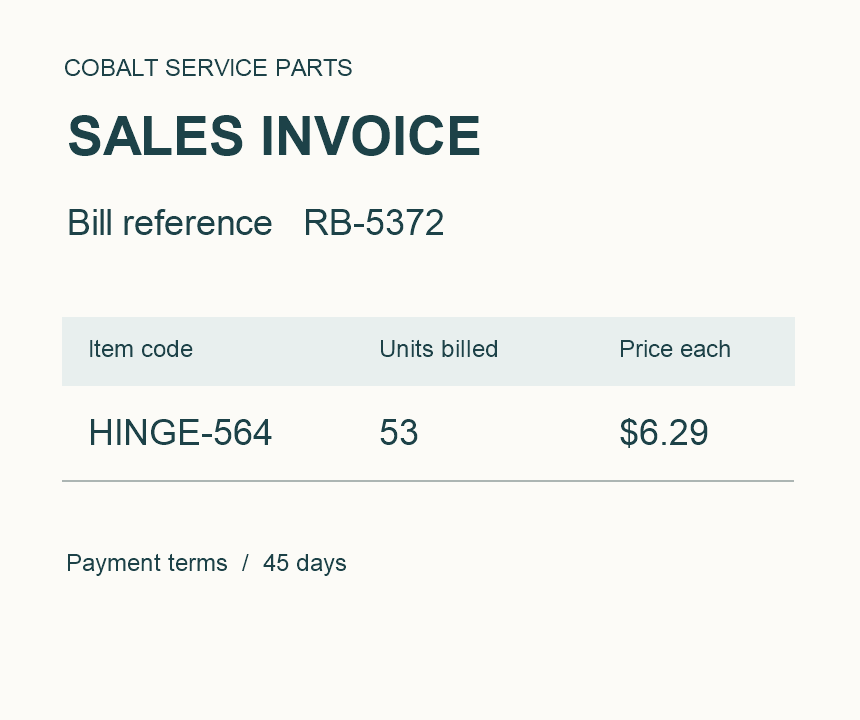 COBALT SERVICE PARTS
SALES INVOICE
Bill reference RB-5372
Item code Units billed Price each
HINGE-564 53 $6.29
Payment terms / 45 days